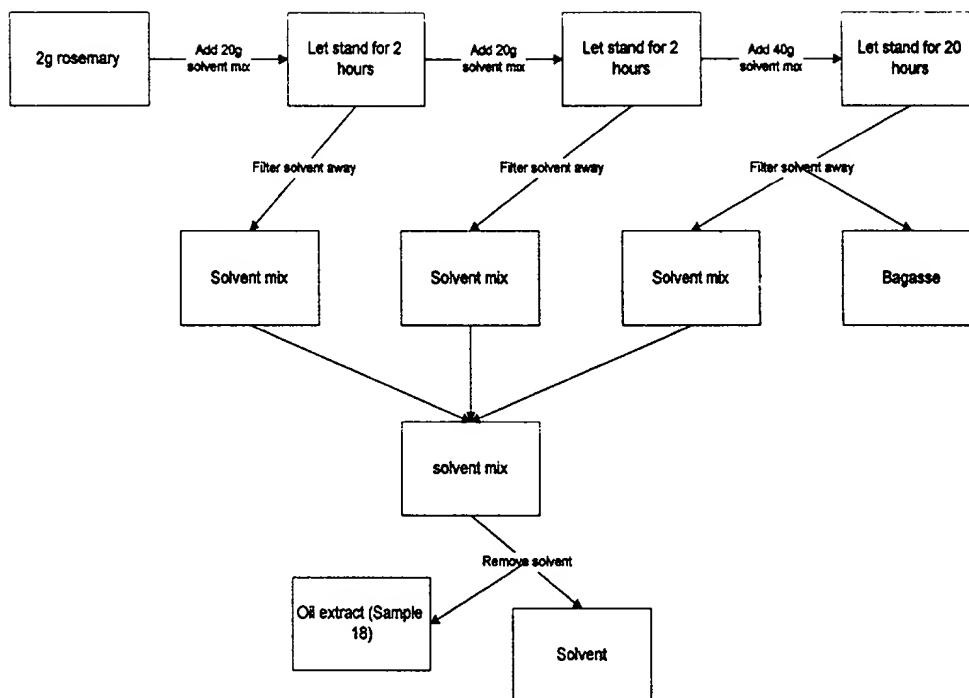 2g rosemary
Add 20g
solvent mix
Let stand for 2
hours
Add 20g
solvent mix
Let stand for 2
hours
Add 40g
solvent mix
Let stand for 20
hours
Filter solvent away
Filter solvent away
Filter solvent away
Solvent mix
Solvent mix
Solvent mix
Bagasse
solvent mix
Remove solvent
Oil extract (Sample
18)
Solvent